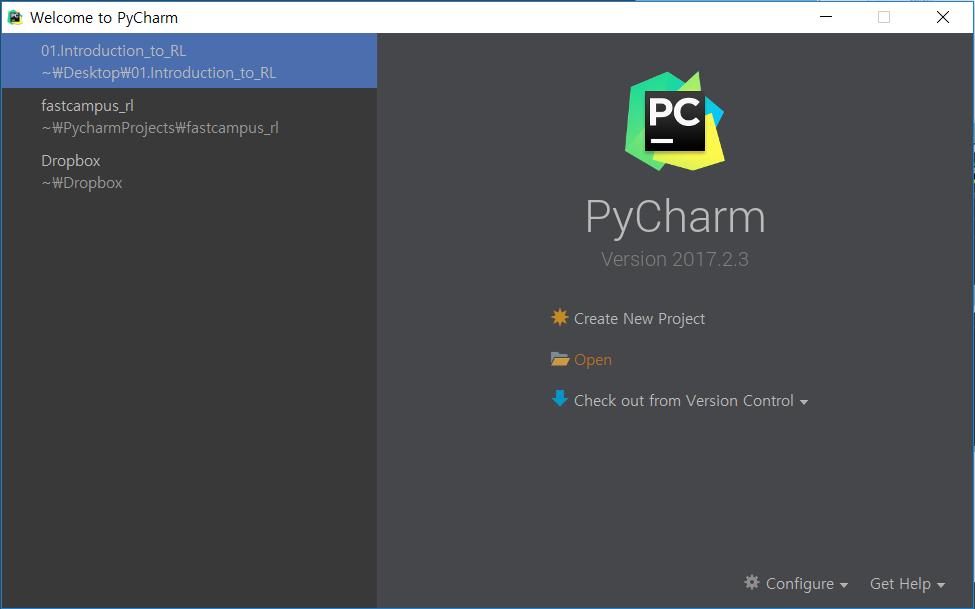 Welcome to PyCharm
01.Introduction_to_RL
~₩Desktop₩01.Introduction_to_RL
fastcampus_rl
~₩PycharmProjects₩fastcampus_rl
Dropbox
~₩Dropbox
PC
PyCharm
Version 2017.2.3
Create New Project
Open
Check out from Version Control
Configure
Get Help